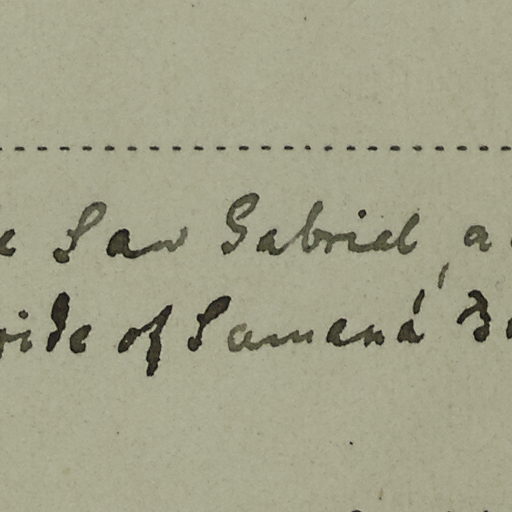 San Gabriel, a
side of Samaná